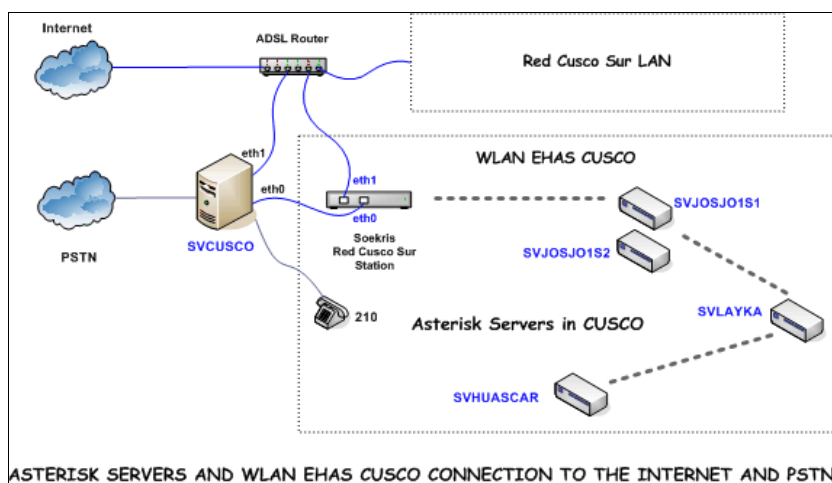 Internet
ADSL Router
Red Cusco Sur LAN
WLAN EHAS CUSCO
eth1
eth1
eth0
eth0
SVJOSJO1S1
PSTN
SVCUSCO
Soekris
Red Cusco Sur
Station
SVJOSJO1S2
210
Asterisk Servers in CUSCO
SVLAYKA
SVHUASCAR
ASTERISK SERVERS AND WLAN EHAS CUSCO CONNECTION TO THE INTERNET AND PSTN